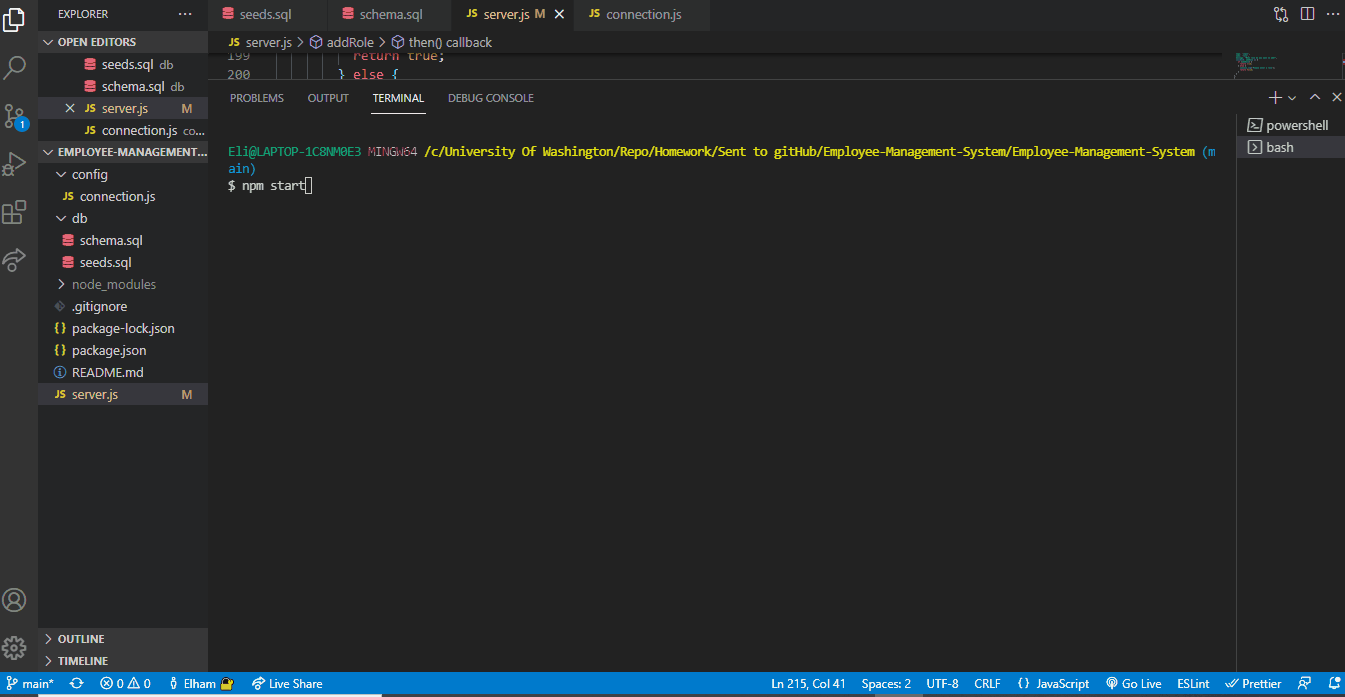 EXPLORER ···
seeds.sql
schema.sql
JS server.js M
JS connection.js
OPEN EDITORS
JS server.js > addRole > then() callback
seeds.sql db
schema.sql db
JS server.js M
JS connection.js co...
199 return true;
200 } else {
PROBLEMS OUTPUT TERMINAL DEBUG CONSOLE
powershell
bash
Eli@LAPTOP-1C8NM0E3 MINGW64 /c/University Of Washington/Repo/Homework/Sent to gitHub/Employee-Management-System/Employee-Management-System (m
ain)
$ npm start
1
EMPLOYEE-MANAGEMENT...
config
JS connection.js
db
schema.sql
seeds.sql
node_modules
.gitignore
{} package-lock.json
{} package.json
README.md
JS server.js M
OUTLINE
TIMELINE
main* 0 0 Elham Live Share Ln 215, Col 41 Spaces: 2 UTF-8 CRLF {} JavaScript Go Live ESLint Prettier